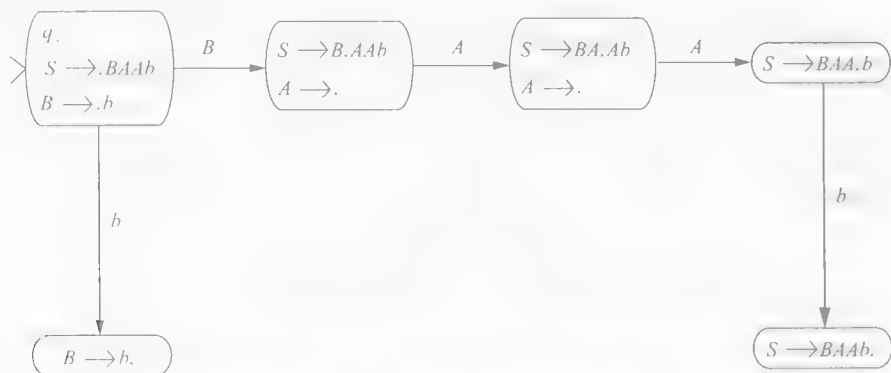 q.
S → .BAAb
B → .b
B
S → B.AAb
A → .
A
S → BA.Ab
A → .
A
S → BAA.b
b
b
B → b.
S → BAAb.